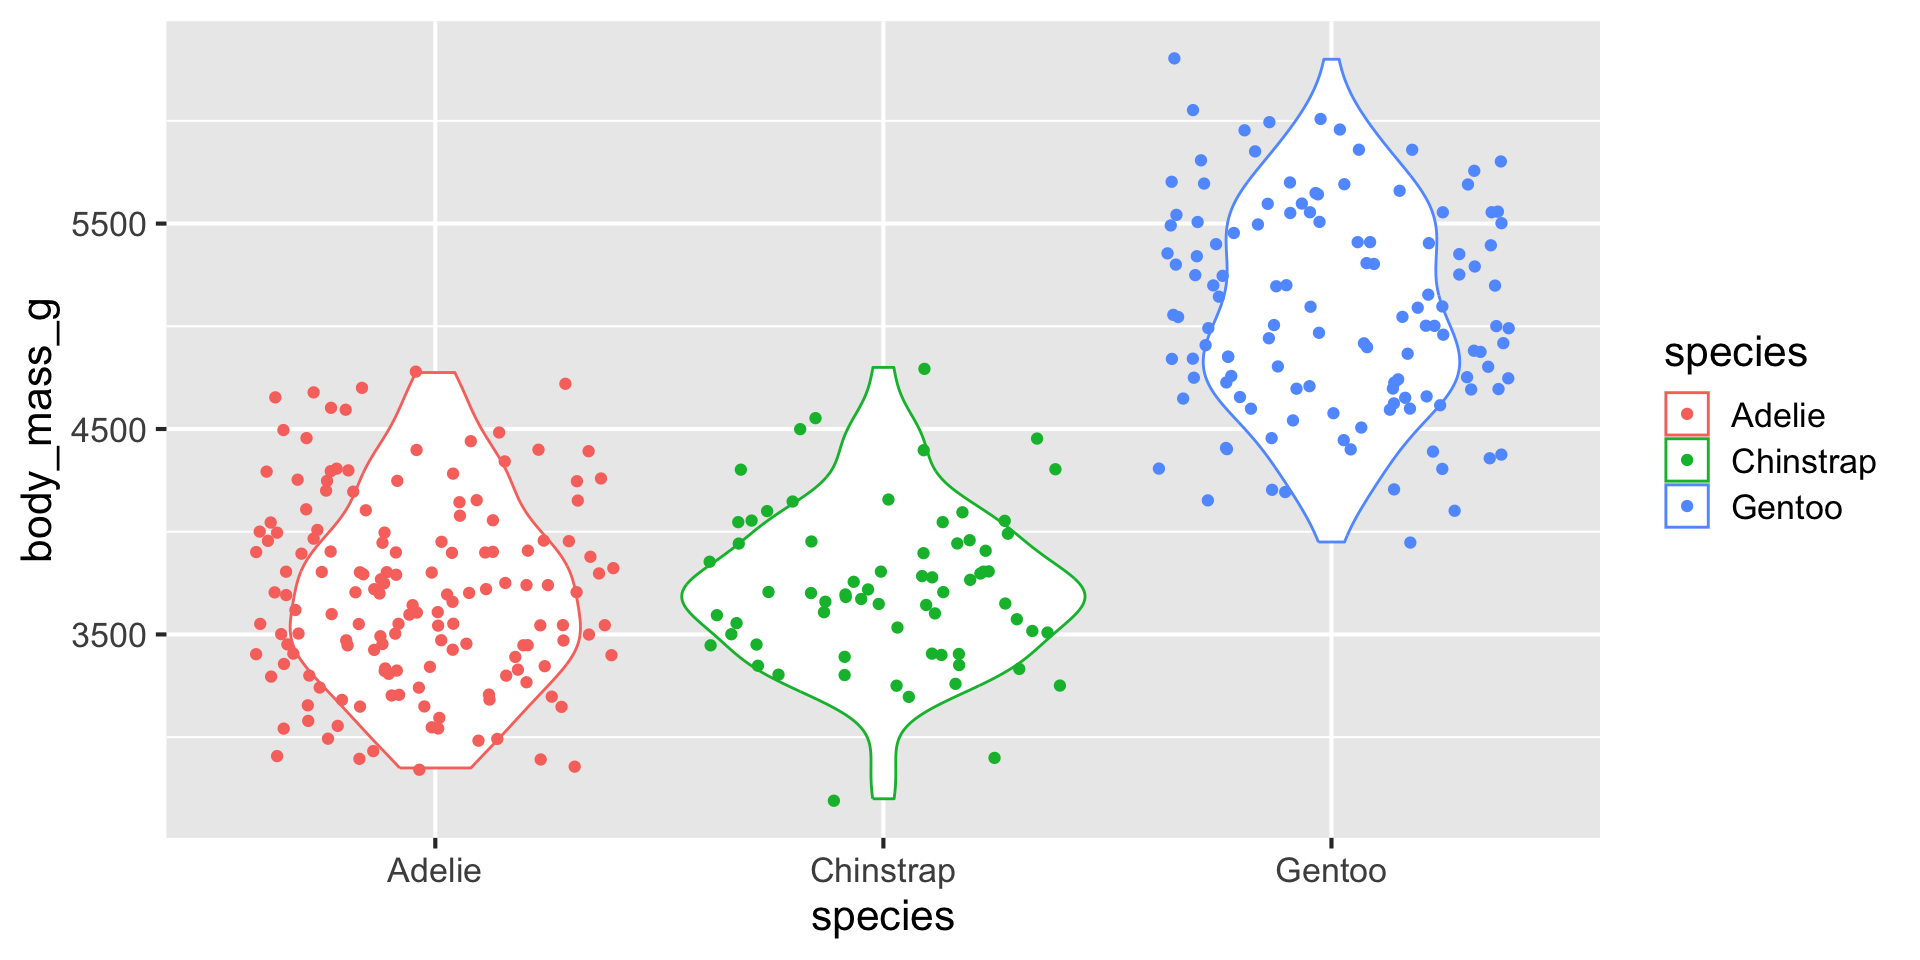 body_mass_g
5500
4500
3500
Adelie
Chinstrap
Gentoo
species
species
Adelie
Chinstrap
Gentoo